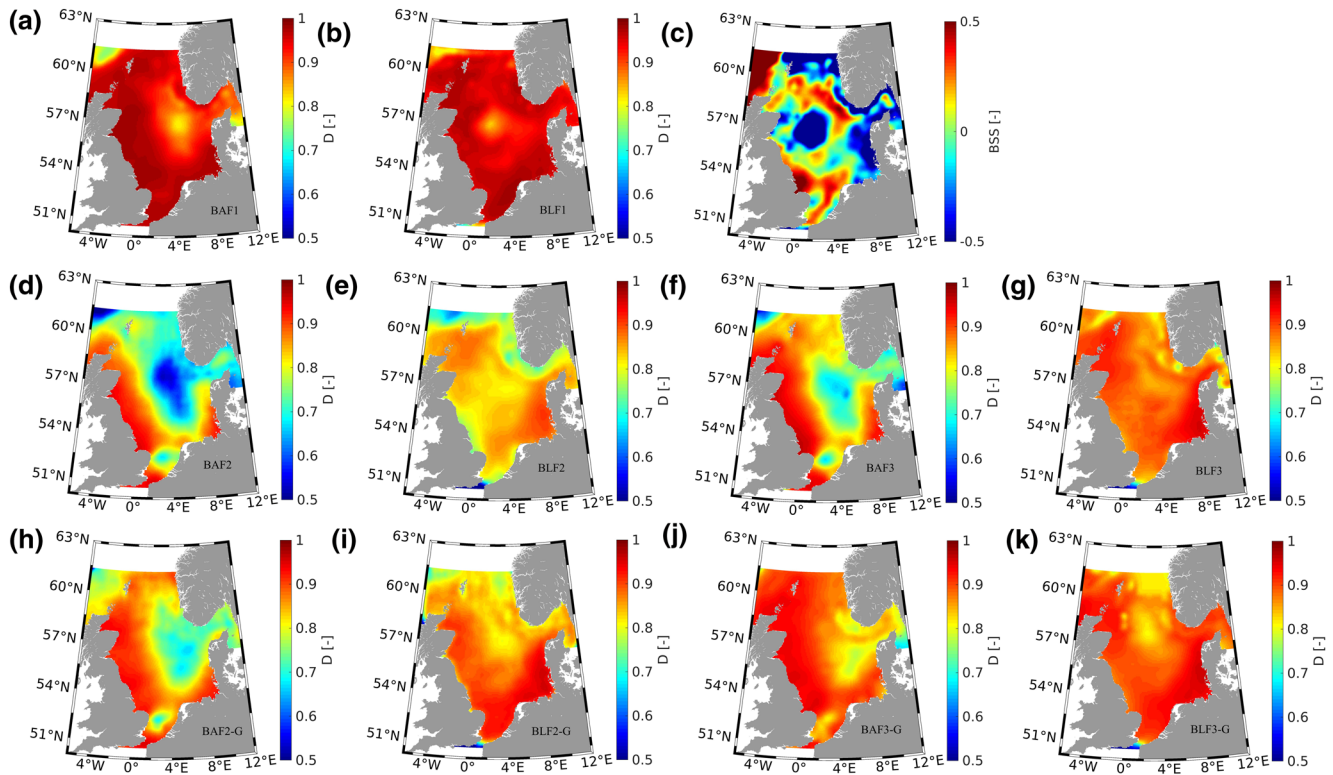 (a)
63°N
60°N
57°N
54°N
51°N
4°W 0° 4°E 8°E 12°E
BAF1
1
0.9
0.8
0.7
0.6
0.5
D [-]
(b)
63°N
60°N
57°N
54°N
51°N
4°W 0° 4°E 8°E 12°E
BLF1
1
0.9
0.8
0.7
0.6
0.5
D [-]
(c)
63°N
60°N
57°N
54°N
51°N
4°W 0° 4°E 8°E 12°E
0.5
0
-0.5
BSS [-]
(d)
63°N
60°N
57°N
54°N
51°N
4°W 0° 4°E 8°E 12°E
BAF2
1
0.9
0.8
0.7
0.6
0.5
D [-]
(e)
63°N
60°N
57°N
54°N
51°N
4°W 0° 4°E 8°E 12°E
BLF2
1
0.9
0.8
0.7
0.6
0.5
D [-]
(f)
63°N
60°N
57°N
54°N
51°N
4°W 0° 4°E 8°E 12°E
BAF3
1
0.9
0.8
0.7
0.6
0.5
D [-]
(g)
63°N
60°N
57°N
54°N
51°N
4°W 0° 4°E 8°E 12°E
BLF3
1
0.9
0.8
0.7
0.6
0.5
D [-]
(h)
63°N
60°N
57°N
54°N
51°N
4°W 0° 4°E 8°E 12°E
BAF2-G
1
0.9
0.8
0.7
0.6
0.5
D [-]
(i)
63°N
60°N
57°N
54°N
51°N
4°W 0° 4°E 8°E 12°E
BLF2-G
1
0.9
0.8
0.7
0.6
0.5
D [-]
(j)
63°N
60°N
57°N
54°N
51°N
4°W 0° 4°E 8°E 12°E
BAF3-G
1
0.9
0.8
0.7
0.6
0.5
D [-]
(k)
63°N
60°N
57°N
54°N
51°N
4°W 0° 4°E 8°E 12°E
BLF3-G
1
0.9
0.8
0.7
0.6
0.5
D [-]